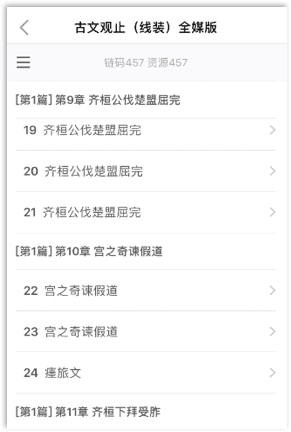 古文观止（线装）全媒版
链码457 资源457
[第1篇] 第9章 齐桓公伐楚盟屈完
19 齐桓公伐楚盟屈完
20 齐桓公伐楚盟屈完
21 齐桓公伐楚盟屈完
[第1篇] 第10章 宫之奇谏假道
22 宫之奇谏假道
23 宫之奇谏假道
24 瘗旅文
[第1篇] 第11章 齐桓下拜受胙